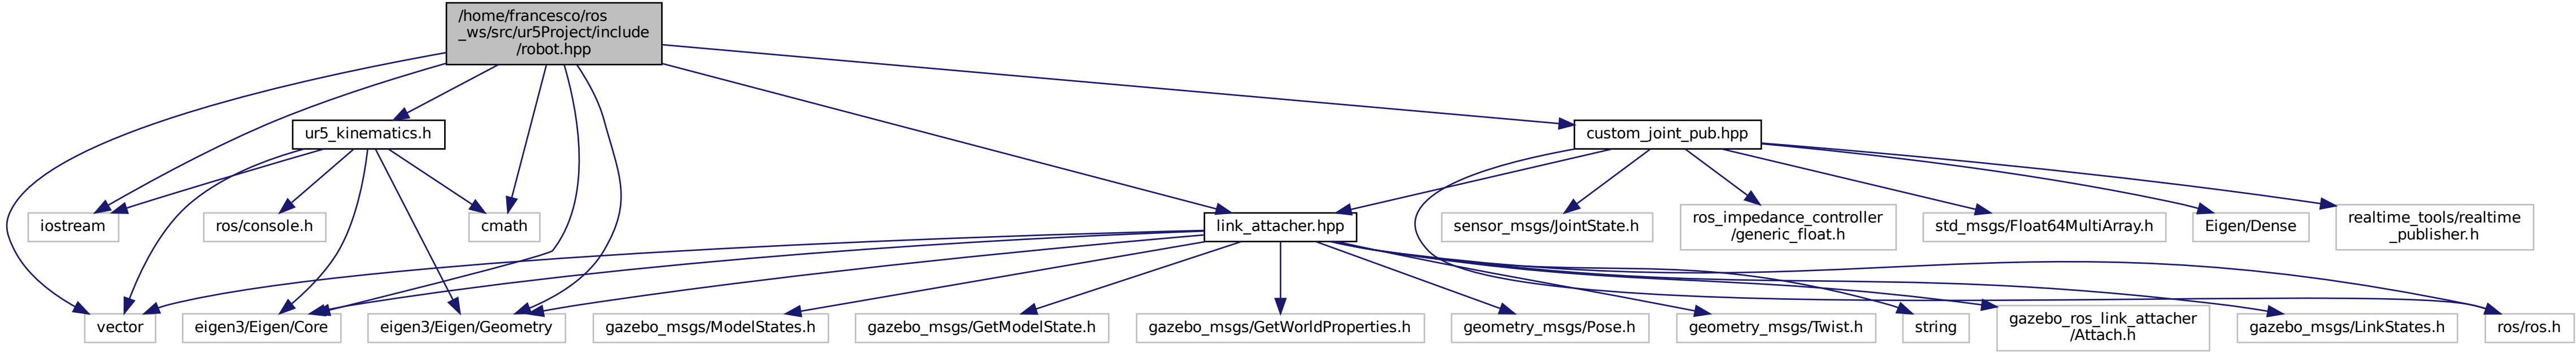 /home/francesco/ros
_ws/src/ur5Project/include
/robot.hpp
ur5_kinematics.h
custom_joint_pub.hpp
iostream
ros/console.h
cmath
link_attacher.hpp
sensor_msgs/JointState.h
ros_impedance_controller
/generic_float.h
std_msgs/Float64MultiArray.h
Eigen/Dense
realtime_tools/realtime
_publisher.h
vector
eigen3/Eigen/Core
eigen3/Eigen/Geometry
gazebo_msgs/ModelStates.h
gazebo_msgs/GetModelState.h
gazebo_msgs/GetWorldProperties.h
geometry_msgs/Pose.h
geometry_msgs/Twist.h
string
gazebo_ros_link_attacher
/Attach.h
gazebo_msgs/LinkStates.h
ros/ros.h